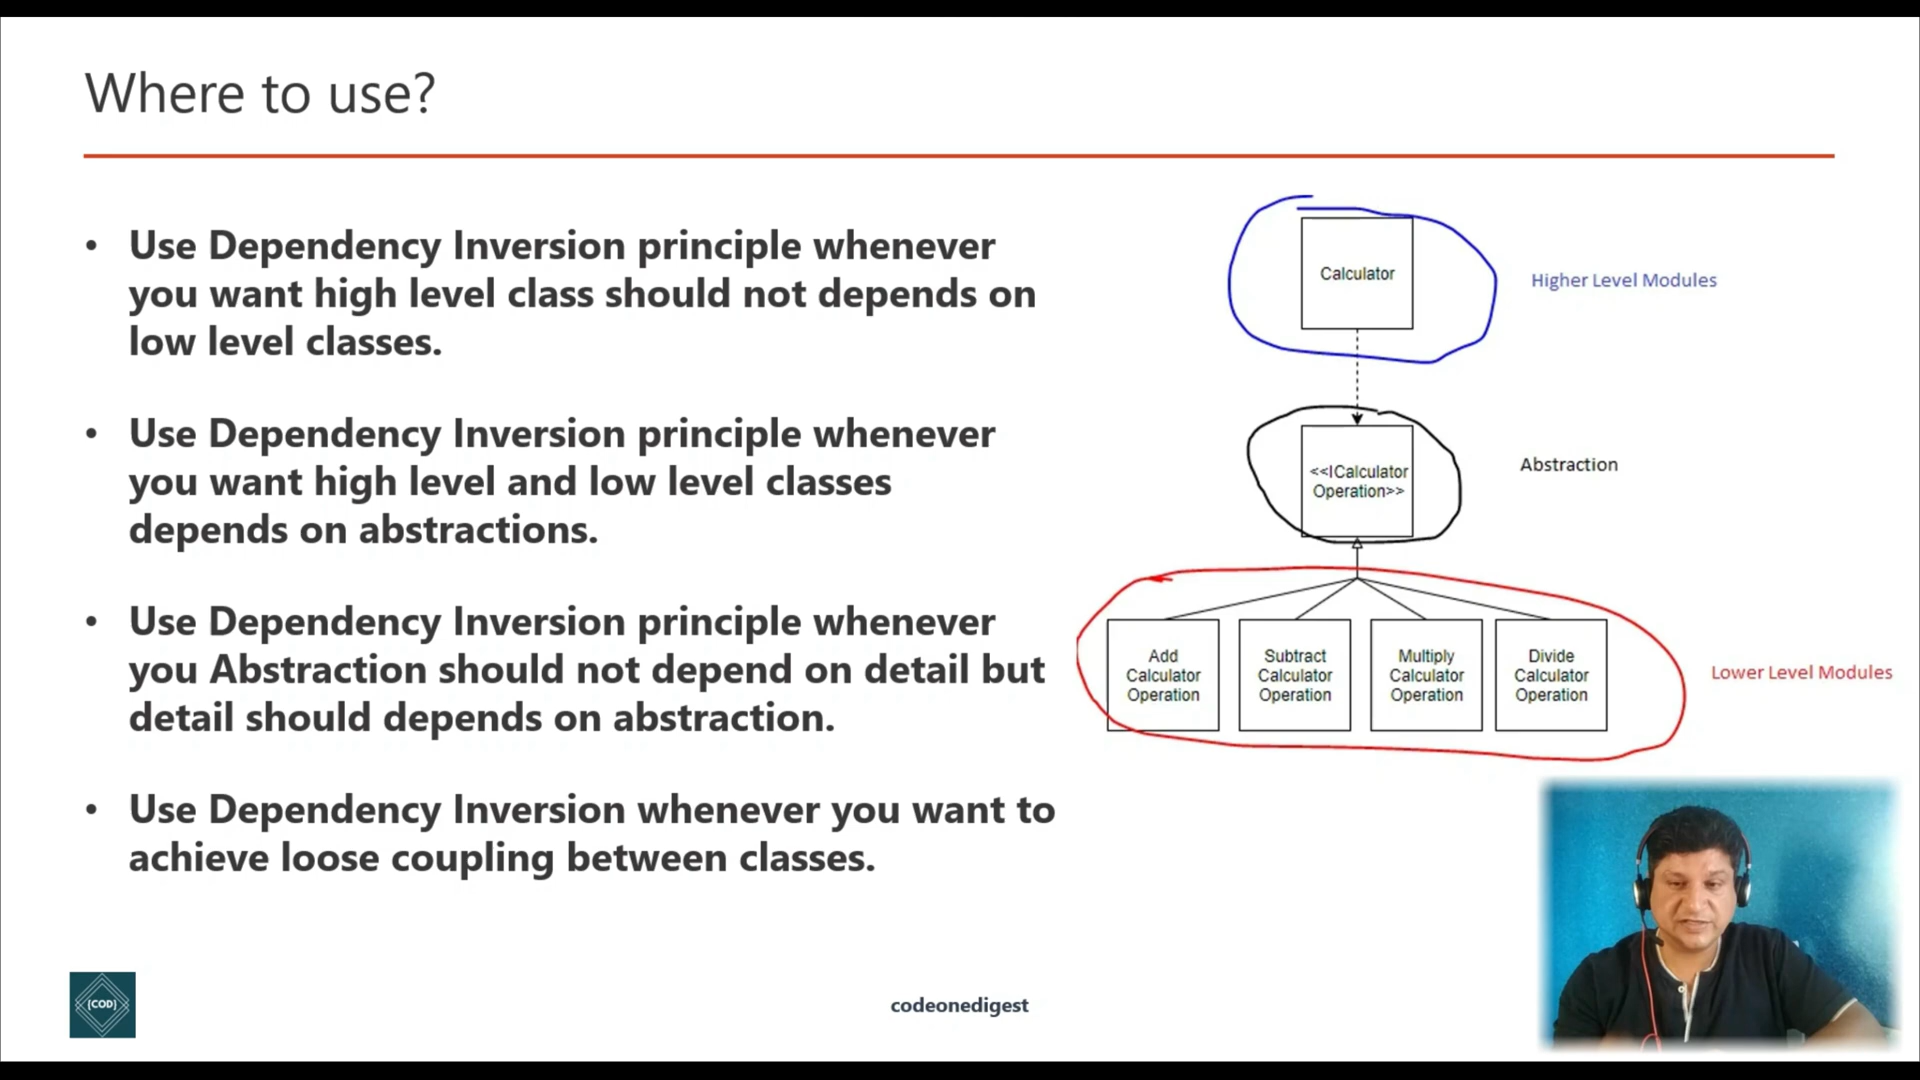 Where to use?
• Use Dependency Inversion principle whenever
you want high level class should not depends on
low level classes.
• Use Dependency Inversion principle whenever
you want high level and low level classes
depends on abstractions.
• Use Dependency Inversion principle whenever
you Abstraction should not depend on detail but
detail should depends on abstraction.
• Use Dependency Inversion whenever you want to
achieve loose coupling between classes.
Calculator
Higher Level Modules
<<ICalculator
Operation>>
Abstraction
Add
Calculator
Operation
Subtract
Calculator
Operation
Multiply
Calculator
Operation
Divide
Calculator
Operation
Lower Level Modules
{COD}
codeonedigest